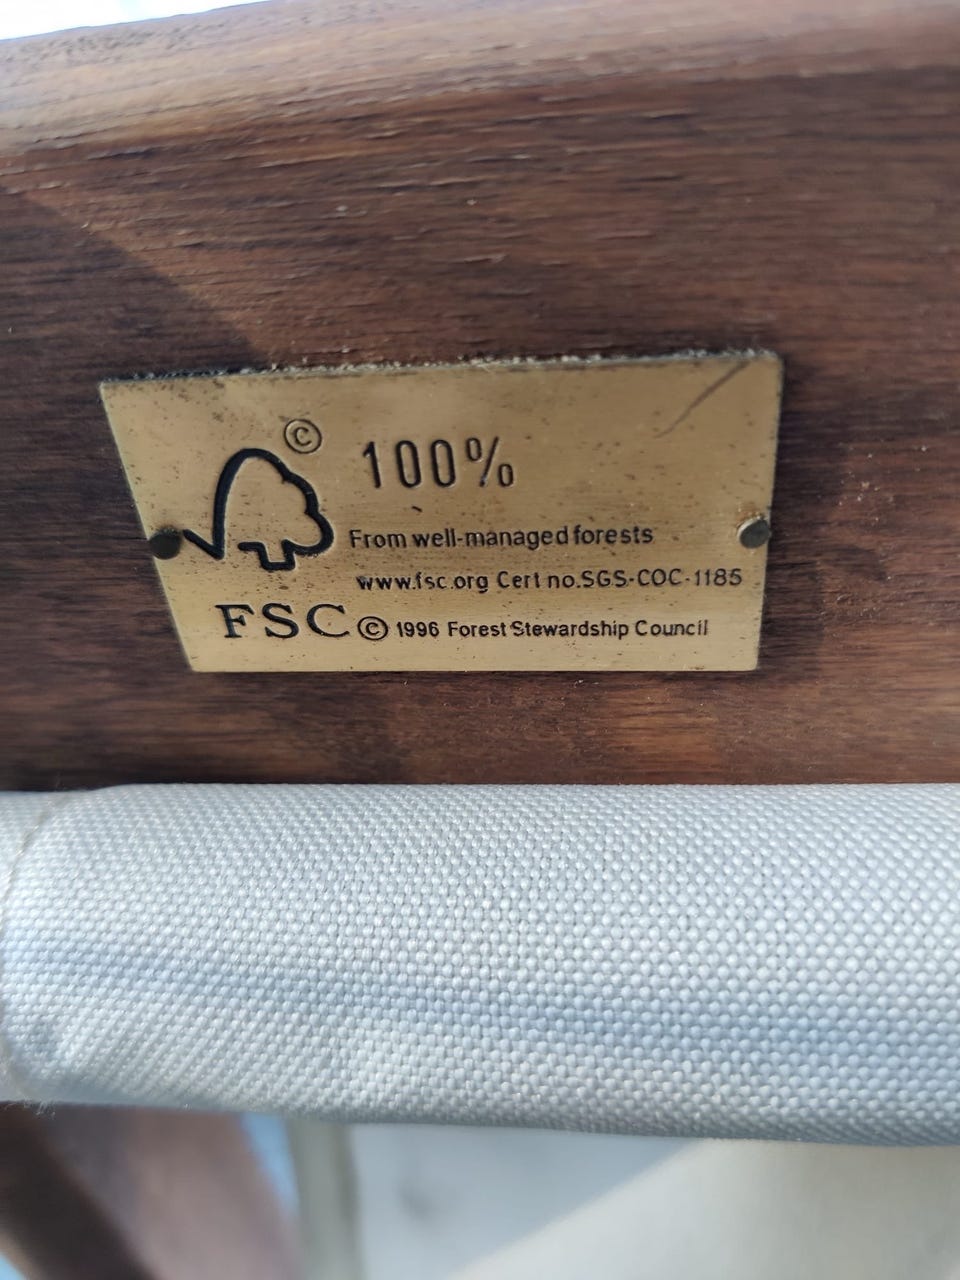 ©
100%
From well-managed forests
www.fsc.org Cert no.SGS-COC-1185
FSC © 1996 Forest Stewardship Council